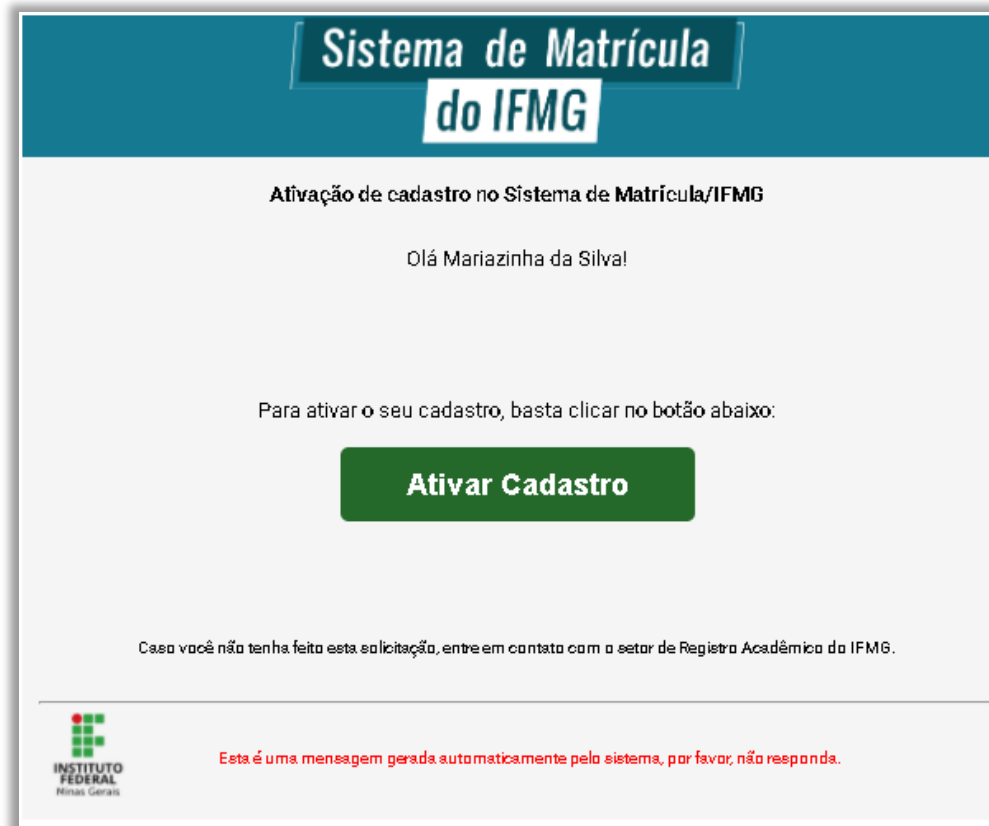 Sistema de Matrícula
do IFMG
Ativação de cadastro no Sistema de Matrícula/IFMG
Olá Mariazinha da Silva!
Para ativar o seu cadastro, basta clicar no botão abaixo:
Ativar Cadastro
Caso você não tenha feito esta solicitação, entre em contato com o setor de Registro Acadêmico do IFMG.
INSTITUTO
FEDERAL
Minas Gerais
Esta é uma mensagem gerada automaticamente pelo sistema, por favor, não responda.